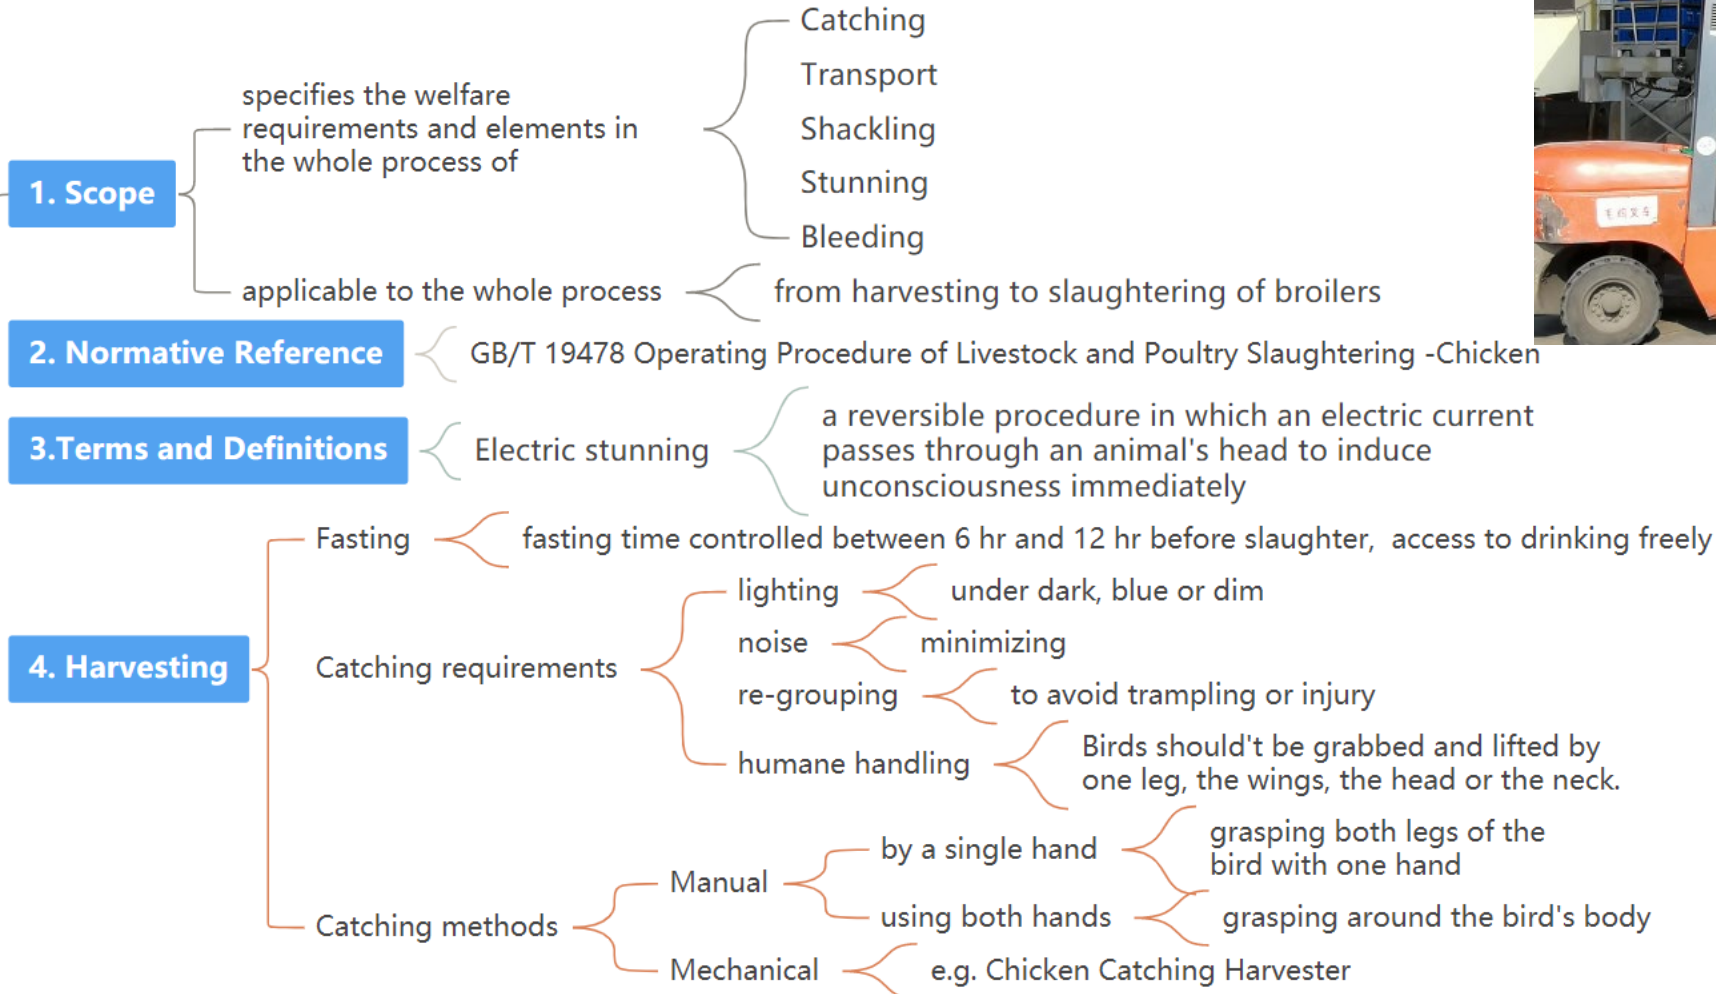 1. Scope
specifies the welfare
requirements and elements in
the whole process of
Catching
Transport
Shackling
Stunning
Bleeding
applicable to the whole process
from harvesting to slaughtering of broilers
2. Normative Reference
GB/T 19478 Operating Procedure of Livestock and Poultry Slaughtering -Chicken
3.Terms and Definitions
Electric stunning
a reversible procedure in which an electric current
passes through an animal's head to induce
unconsciousness immediately
4. Harvesting
Fasting
fasting time controlled between 6 hr and 12 hr before slaughter, access to drinking freely
Catching requirements
lighting
under dark, blue or dim
noise
minimizing
re-grouping
to avoid trampling or injury
humane handling
Birds should't be grabbed and lifted by
one leg, the wings, the head or the neck.
Catching methods
Manual
by a single hand
grasping both legs of the
bird with one hand
using both hands
grasping around the bird's body
Mechanical
e.g. Chicken Catching Harvester